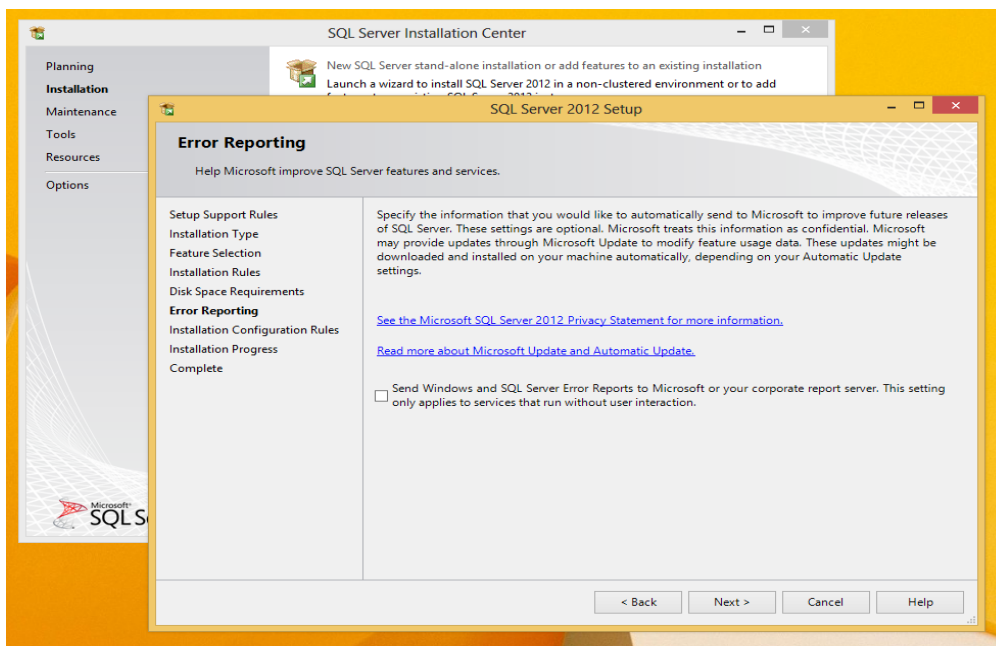 SQL Server Installation Center
Planning
Installation
Maintenance
Tools
Resources
Options
New SQL Server stand-alone installation or add features to an existing installation
Launch a wizard to install SQL Server 2012 in a non-clustered environment or to add
Microsoft
SQL S
SQL Server 2012 Setup
Error Reporting
Help Microsoft improve SQL Server features and services.
Setup Support Rules
Installation Type
Feature Selection
Installation Rules
Disk Space Requirements
Error Reporting
Installation Configuration Rules
Installation Progress
Complete
Specify the information that you would like to automatically send to Microsoft to improve future releases
of SQL Server. These settings are optional. Microsoft treats this information as confidential. Microsoft
may provide updates through Microsoft Update to modify feature usage data. These updates might be
downloaded and installed on your machine automatically, depending on your Automatic Update
settings.
See the Microsoft SQL Server 2012 Privacy Statement for more information.
Read more about Microsoft Update and Automatic Update.
Send Windows and SQL Server Error Reports to Microsoft or your corporate report server. This setting
only applies to services that run without user interaction.
< Back
Next >
Cancel
Help